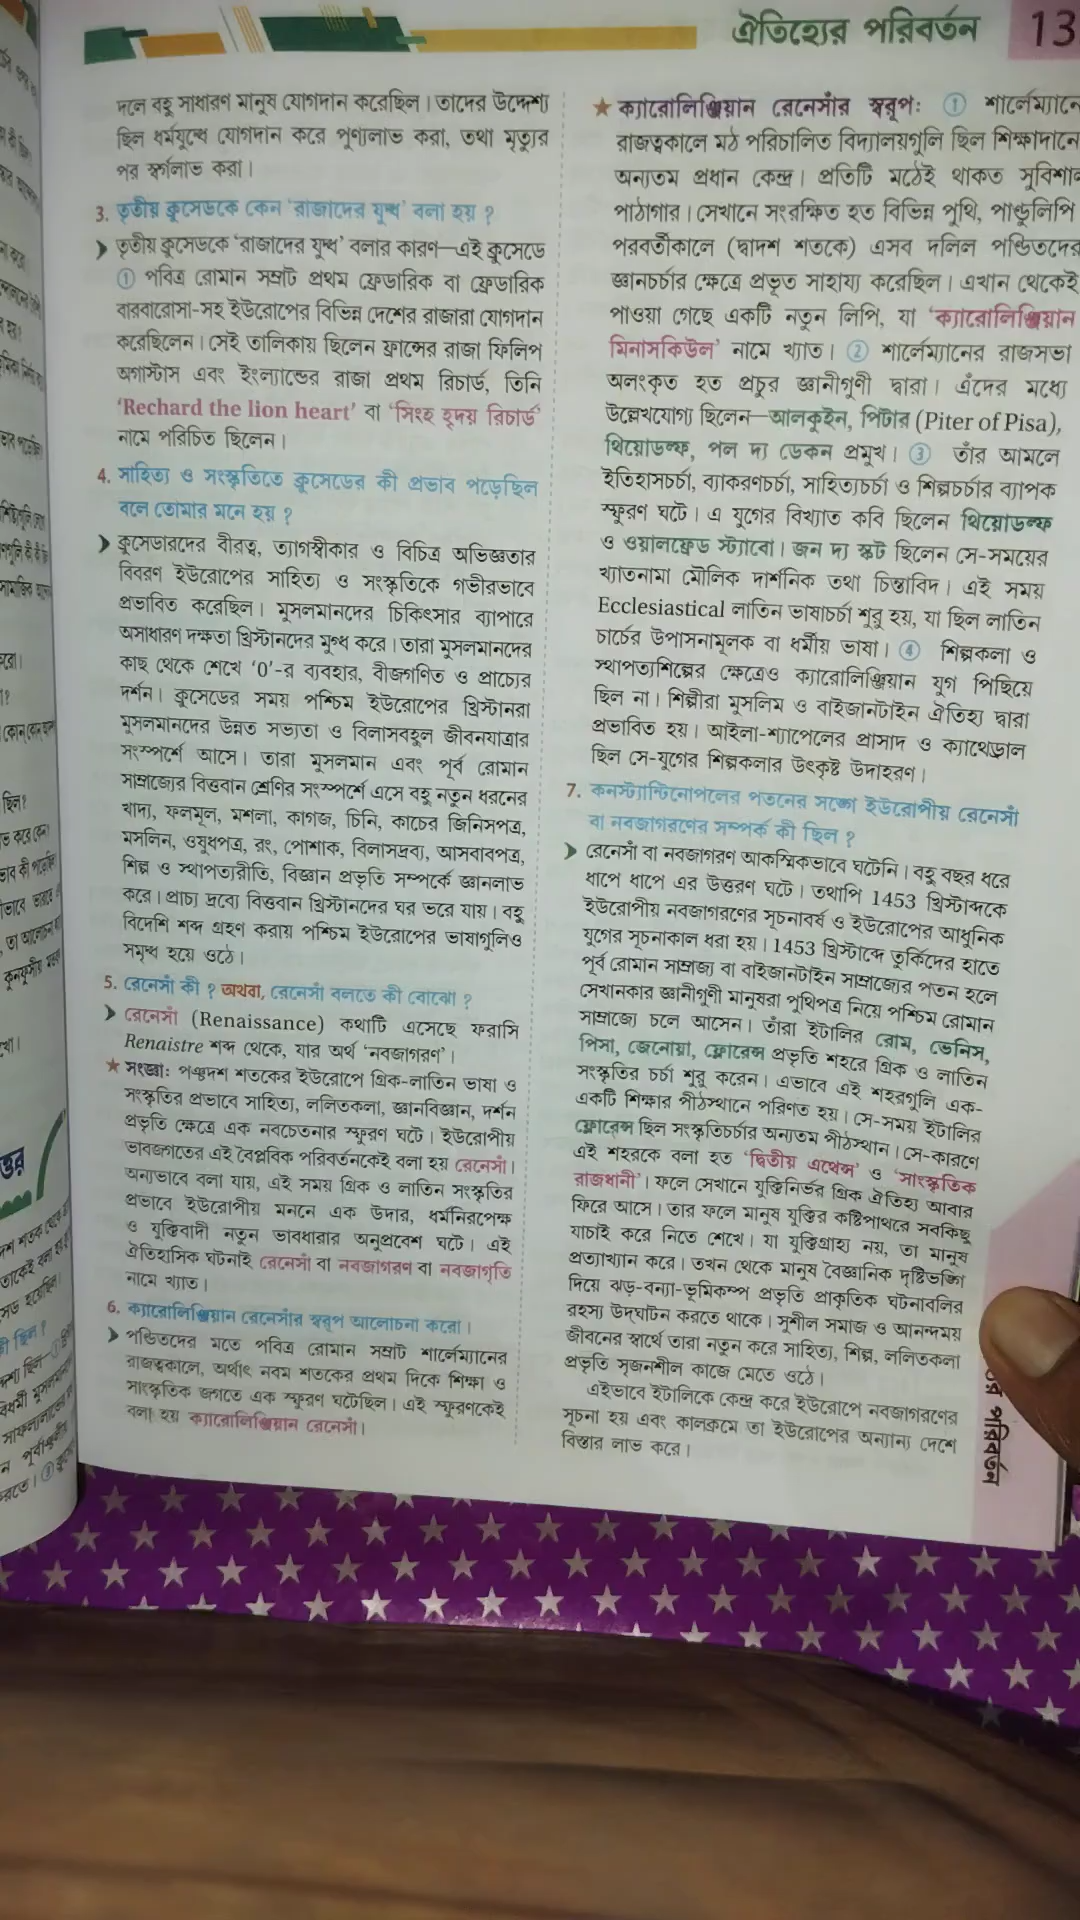 ঐতিহ্যের পরিবর্তন 13
দলে বহু সাধারণ মানুষ যোগদান করেছিল। তাদের উদ্দেশ্য
ছিল ধর্মযুদ্ধে যোগদান করে পুণ্যলাভ করা, তথা মৃত্যুর
পর স্বর্গলাভ করা।
3. তৃতীয় ক্রুসেডকে কেন ‘রাজাদের যুদ্ধ’ বলা হয় ?
তৃতীয় ক্রুসেডকে ‘রাজাদের যুদ্ধ’ বলার কারণ—এই ক্রুসেডে
① পবিত্র রোমান সম্রাট প্রথম ফ্রেডারিক বা ফ্রেডারিক
বারবারোসা-সহ ইউরোপের বিভিন্ন দেশের রাজারা যোগদান
করেছিলেন। সেই তালিকায় ছিলেন ফ্রান্সের রাজা ফিলিপ
অগাস্টাস এবং ইংল্যান্ডের রাজা প্রথম রিচার্ড, তিনি
‘Rechard the lion heart’ বা ‘সিংহ হৃদয় রিচার্ড’
নামে পরিচিত ছিলেন।
4. সাহিত্য ও সংস্কৃতিতে ক্রুসেডের কী প্রভাব পড়েছিল
বলে তোমার মনে হয় ?
ক্রুসেডারদের বীরত্ব, ত্যাগস্বীকার ও বিচিত্র অভিজ্ঞতার
বিবরণ ইউরোপের সাহিত্য ও সংস্কৃতিকে গভীরভাবে
প্রভাবিত করেছিল। মুসলমানদের চিকিৎসার ব্যাপারে
অসাধারণ দক্ষতা খ্রিস্টানদের মুগ্ধ করে। তারা মুসলমানদের
কাছ থেকে শেখে ‘0’-র ব্যবহার, বীজগণিত ও প্রাচ্যের
দর্শন। ক্রুসেডের সময় পশ্চিম ইউরোপের খ্রিস্টানরা
মুসলমানদের উন্নত সভ্যতা ও বিলাসবহুল জীবনযাত্রার
সংস্পর্শে আসে। তারা মুসলমান এবং পূর্ব রোমান
সাম্রাজ্যের বিত্তবান শ্রেণির সংস্পর্শে এসে বহু নতুন ধরনের
খাদ্য, ফলমূল, মশলা, কাগজ, চিনি, কাচের জিনিসপত্র,
মসলিন, ওষুধপত্র, রং, পোশাক, বিলাসদ্রব্য, আসবাবপত্র,
শিল্প ও স্থাপত্যরীতি, বিজ্ঞান প্রভৃতি সম্পর্কে জ্ঞানলাভ
করে। প্রাচ্য দ্রব্যে বিত্তবান খ্রিস্টানদের ঘর ভরে যায়। বহু
বিদেশি শব্দ গ্রহণ করায় পশ্চিম ইউরোপের ভাষাগুলিও
সমৃদ্ধ হয়ে ওঠে।
5. রেনেসাঁ কী ? অথবা, রেনেসাঁ বলতে কী বোঝো ?
রেনেসাঁ (Renaissance) কথাটি এসেছে ফরাসি
Renaistre শব্দ থেকে, যার অর্থ ‘নবজাগরণ’।
★ সংজ্ঞা: পঞ্চদশ শতকের ইউরোপে গ্রিক-লাতিন ভাষা ও
সংস্কৃতির প্রভাবে সাহিত্য, ললিতকলা, জ্ঞানবিজ্ঞান, দর্শন
প্রভৃতি ক্ষেত্রে এক নবচেতনার স্ফুরণ ঘটে। ইউরোপীয়
ভাবজগতের এই বৈপ্লবিক পরিবর্তনকেই বলা হয় রেনেসাঁ।
অন্যভাবে বলা যায়, এই সময় গ্রিক ও লাতিন সংস্কৃতির
প্রভাবে ইউরোপীয় মননে এক উদার, ধর্মনিরপেক্ষ
ও যুক্তিবাদী নতুন ভাবধারার অনুপ্রবেশ ঘটে। এই
ঐতিহাসিক ঘটনাই রেনেসাঁ বা নবজাগরণ বা নবজাগৃতি
নামে খ্যাত।
6. ক্যারোলিঞ্জিয়ান রেনেসাঁর স্বরূপ আলোচনা করো।
পণ্ডিতদের মতে পবিত্র রোমান সম্রাট শার্লেম্যানের
রাজত্বকালে, অর্থাৎ নবম শতকের প্রথম দিকে শিক্ষা ও
সাংস্কৃতিক জগতে এক স্ফুরণ ঘটেছিল। এই স্ফুরণকেই
বলা হয় ক্যারোলিঞ্জিয়ান রেনেসাঁ।
★ ক্যারোলিঞ্জিয়ান রেনেসাঁর স্বরূপ: ① শার্লেম্যানে
রাজত্বকালে মঠ পরিচালিত বিদ্যালয়গুলি ছিল শিক্ষাদানে
অন্যতম প্রধান কেন্দ্র। প্রতিটি মঠেই থাকত সুবিশাল
পাঠাগার। সেখানে সংরক্ষিত হত বিভিন্ন পুথি, পাণ্ডুলিপি
পরবর্তীকালে (দ্বাদশ শতকে) এসব দলিল পণ্ডিতদের
জ্ঞানচর্চার ক্ষেত্রে প্রভূত সাহায্য করেছিল। এখান থেকেই
পাওয়া গেছে একটি নতুন লিপি, যা ‘ক্যারোলিঞ্জিয়ান
মিনাসকিউল’ নামে খ্যাত। ② শার্লেম্যানের রাজসভা
অলংকৃত হত প্রচুর জ্ঞানীগুণী দ্বারা। এঁদের মধ্যে
উল্লেখযোগ্য ছিলেন—আলকুইন, পিটার (Piter of Pisa),
থিয়োডল্ফ, পল দ্য ডেকন প্রমুখ। ③ তাঁর আমলে
ইতিহাসচর্চা, ব্যাকরণচর্চা, সাহিত্যচর্চা ও শিল্পচর্চার ব্যাপক
স্ফুরণ ঘটে। এ যুগের বিখ্যাত কবি ছিলেন থিয়োডল্ফ
ও ওয়ালফ্রেড স্ট্যাবো। জন দ্য স্কট ছিলেন সে-সময়ের
খ্যাতনামা মৌলিক দার্শনিক তথা চিন্তাবিদ। এই সময়
Ecclesiastical লাতিন ভাষাচর্চা শুরু হয়, যা ছিল লাতিন
চার্চের উপাসনামূলক বা ধর্মীয় ভাষা। ④ শিল্পকলা ও
স্থাপত্যশিল্পের ক্ষেত্রেও ক্যারোলিঞ্জিয়ান যুগ পিছিয়ে
ছিল না। শিল্পীরা মুসলিম ও বাইজানটাইন ঐতিহ্য দ্বারা
প্রভাবিত হয়। আইলা-শ্যাপেলের প্রাসাদ ও ক্যাথেড্রাল
ছিল সে-যুগের শিল্পকলার উৎকৃষ্ট উদাহরণ।
7. কনস্ট্যান্টিনোপলের পতনের সঙ্গে ইউরোপীয় রেনেসাঁ
বা নবজাগরণের সম্পর্ক কী ছিল ?
রেনেসাঁ বা নবজাগরণ আকস্মিকভাবে ঘটেনি। বহু বছর ধরে
ধাপে ধাপে এর উত্তরণ ঘটে। তথাপি 1453 খ্রিস্টাব্দকে
ইউরোপীয় নবজাগরণের সূচনাবর্ষ ও ইউরোপের আধুনিক
যুগের সূচনাকাল ধরা হয়। 1453 খ্রিস্টাব্দে তুর্কিদের হাতে
পূর্ব রোমান সাম্রাজ্য বা বাইজানটাইন সাম্রাজ্যের পতন হলে
সেখানকার জ্ঞানীগুণী মানুষরা পুথিপত্র নিয়ে পশ্চিম রোমান
সাম্রাজ্যে চলে আসেন। তাঁরা ইটালির রোম, ভেনিস,
পিসা, জেনোয়া, ফ্লোরেন্স প্রভৃতি শহরে গ্রিক ও লাতিন
সংস্কৃতির চর্চা শুরু করেন। এভাবে এই শহরগুলি এক-
একটি শিক্ষার পীঠস্থানে পরিণত হয়। সে-সময় ইটালির
ফ্লোরেন্স ছিল সংস্কৃতিচর্চার অন্যতম পীঠস্থান। সে-কারণে
এই শহরকে বলা হত ‘দ্বিতীয় এথেন্স’ ও ‘সাংস্কৃতিক
রাজধানী’। ফলে সেখানে যুক্তিনির্ভর গ্রিক ঐতিহ্য আবার
ফিরে আসে। তার ফলে মানুষ যুক্তির কষ্টিপাথরে সবকিছু
যাচাই করে নিতে শেখে। যা যুক্তিগ্রাহ্য নয়, তা মানুষ
প্রত্যাখ্যান করে। তখন থেকে মানুষ বৈজ্ঞানিক দৃষ্টিভঙ্গি
দিয়ে ঝড়-বন্যা-ভূমিকম্প প্রভৃতি প্রাকৃতিক ঘটনাবলির
রহস্য উদ্‌ঘাটন করতে থাকে। সুশীল সমাজ ও আনন্দময়
জীবনের স্বার্থে তারা নতুন করে সাহিত্য, শিল্প, ললিতকলা
প্রভৃতি সৃজনশীল কাজে মেতে ওঠে।
এইভাবে ইটালিকে কেন্দ্র করে ইউরোপে নবজাগরণের
সূচনা হয় এবং কালক্রমে তা ইউরোপের অন্যান্য দেশে
বিস্তার লাভ করে।
পরিবর্তন